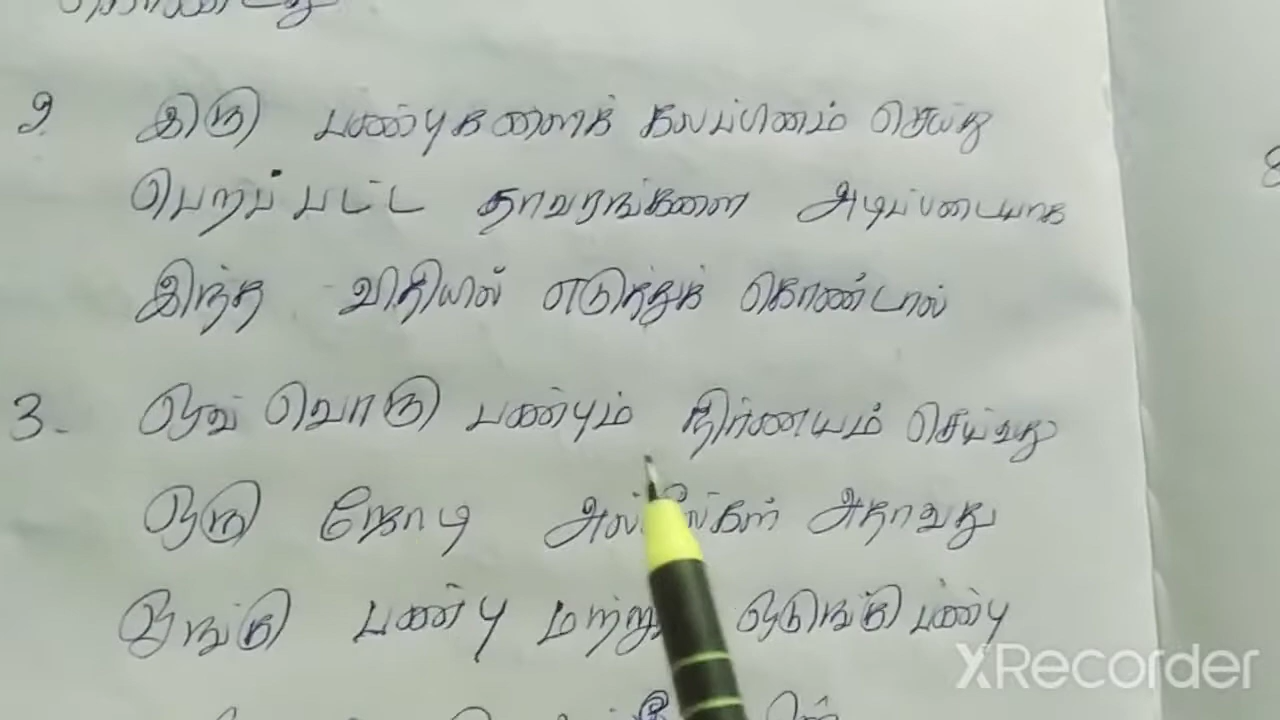 2. இரு பண்புகளைக் கலப்பினம் செய்து
பெறப்பட்ட தாவரங்களை அடிப்படையாக
இந்த விதியில் எடுத்துக் கொண்டால்
3. ஒவ்வொரு பண்பும் நிர்ணயம் செய்வது
ஒரு ஜோடி அல்லீல்கள் அதாவது
ஓங்கு பண்பு மற்று ஒடுங்கு பண்பு
XRecorder